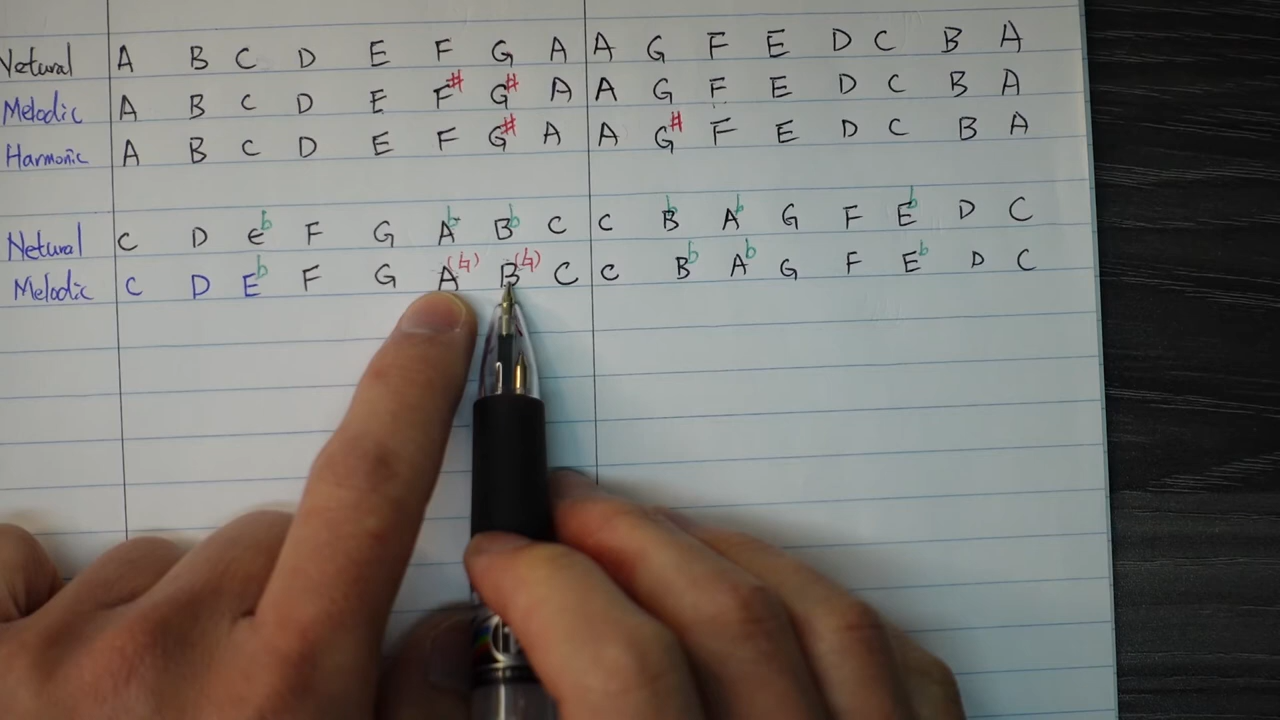 Netural A B C D E F G A A G F E D C B A
Melodic A B C D E F# G# A A G F E D C B A
Harmonic A B C D E F G# A A G# F E D C B A
Netural C D E♭ F G A♭ B♭ C C B♭ A♭ G F E♭ D C
Melodic C D E♭ F G A(♮) B(♮) C C B♭ A♭ G F E♭ D C